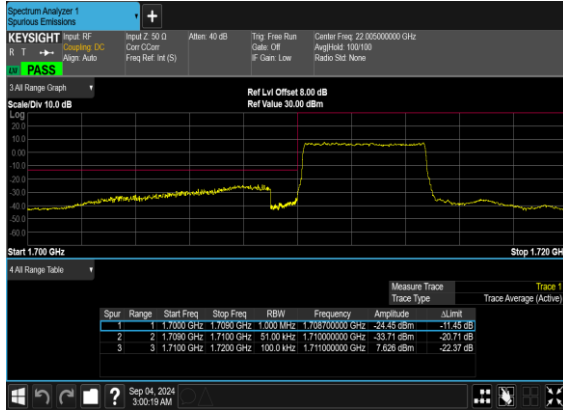 Spectrum Analyzer 1
Spurious Emissions
KEYSIGHT Input: RF Input Z: 50 Ω Atten: 40 dB Trig: Free Run Center Freq: 22.005000000 GHz
R T Coupling: DC Corr CCorr Gate: Off Avg|Hold: 100/100
Align: Auto Freq Ref: Int (S) IF Gain: Low Radio Std: None
PASS
3 All Range Graph
Ref Lvl Offset 8.00 dB
Scale/Div 10.0 dB Ref Value 30.00 dBm
Log
20.0
10.0
0.00
-10.0
-20.0
-30.0
-40.0
-50.0
-60.0
Start 1.700 GHz Stop 1.720 GH
4 All Range Table
Measure Trace Trace 1
Trace Type Trace Average (Active)
Spur Range Start Freq Stop Freq RBW Frequency Amplitude ΔLimit
1 1 1.7000 GHz 1.7090 GHz 1.000 MHz 1.708700000 GHz -24.45 dBm -11.45 dB
2 2 1.7090 GHz 1.7100 GHz 51.00 kHz 1.710000000 GHz -33.71 dBm -20.71 dB
3 3 1.7100 GHz 1.7200 GHz 100.0 kHz 1.711000000 GHz 7.626 dBm -22.37 dB
Sep 04, 2024
3:00:19 AM